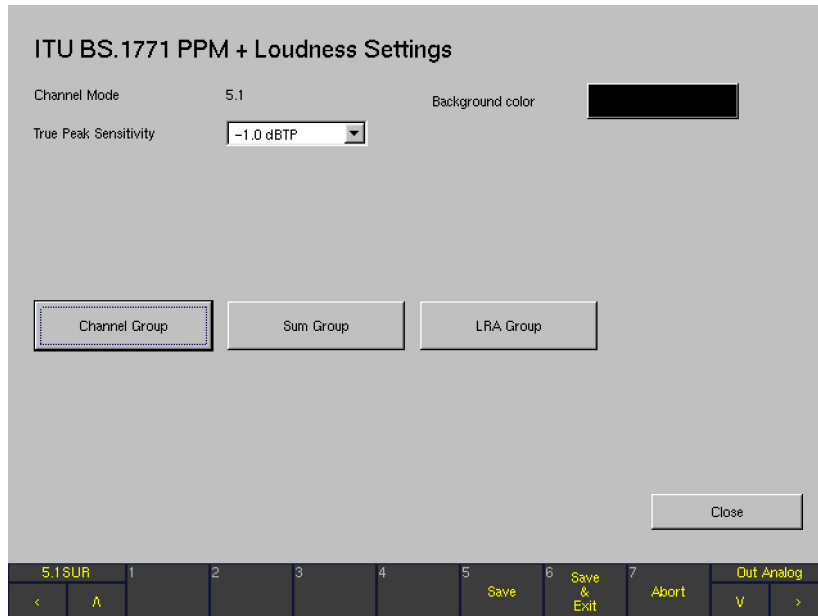 ITU BS.1771 PPM + Loudness Settings
Channel Mode 5.1 Background color
True Peak Sensitivity -1.0 dBTP
Channel Group Sum Group LRA Group
Close
5.1SUR 1 2 3 4 5 Save 6 Save & Exit 7 Abort Out Analog
< Λ V >